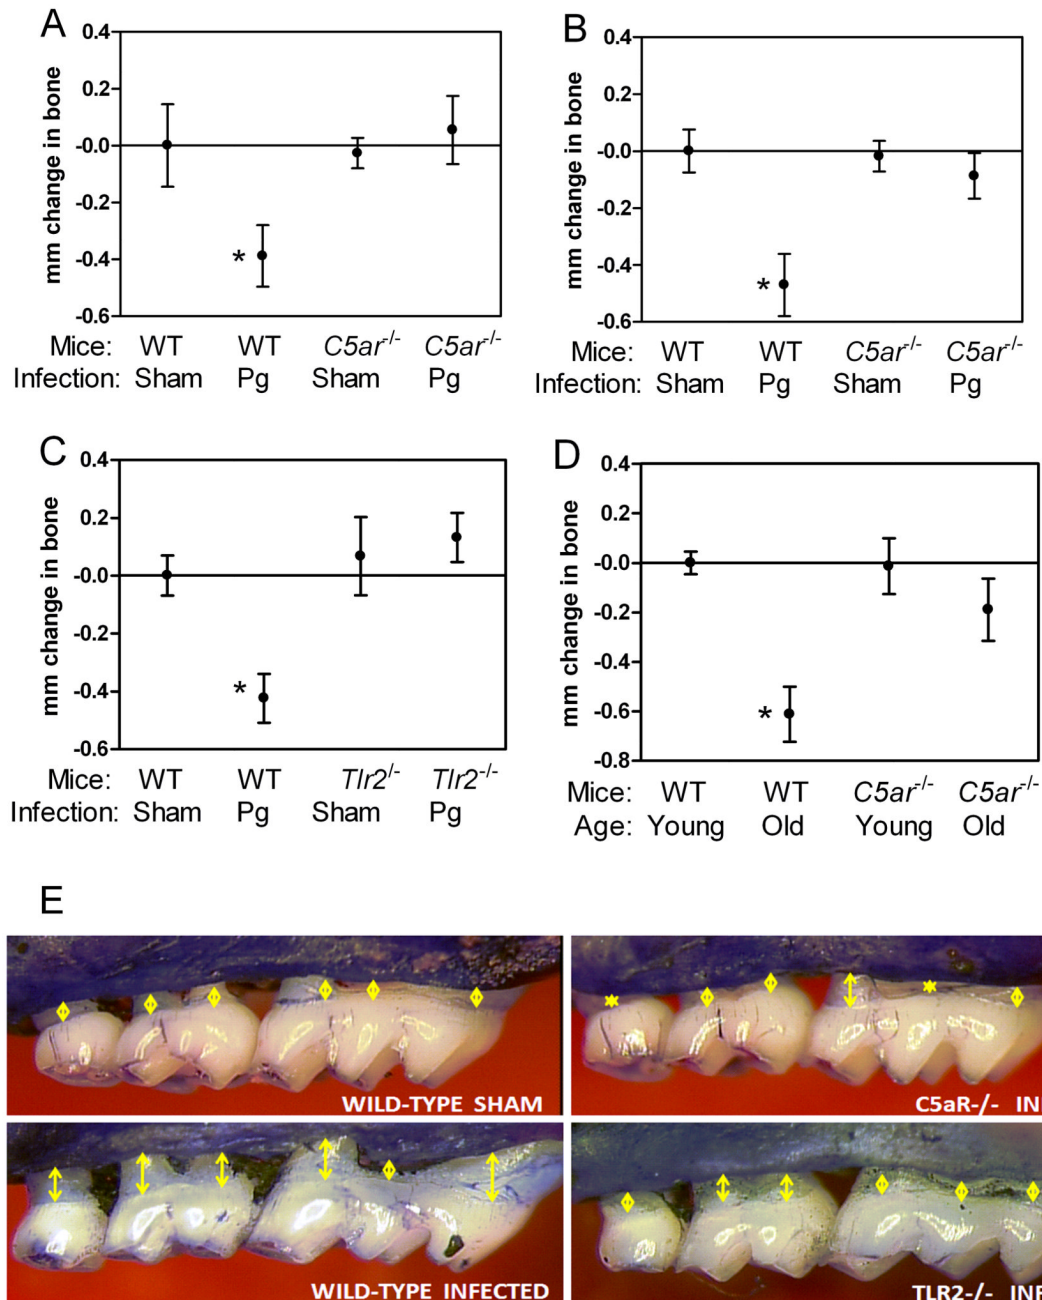 A
0.4
0.2
-0.0
-0.2
-0.4
-0.6
mm change in bone
*
Mice: WT WT C5ar-/- C5ar-/-
Infection: Sham Pg Sham Pg
B
0.4
0.2
-0.0
-0.2
-0.4
-0.6
mm change in bone
*
Mice: WT WT C5ar-/- C5ar-/-
Infection: Sham Pg Sham Pg
C
0.4
0.2
-0.0
-0.2
-0.4
-0.6
mm change in bone
*
Mice: WT WT Tlr2/- Tlr2-/-
Infection: Sham Pg Sham Pg
D
0.4
0.2
-0.0
-0.2
-0.4
-0.6
-0.8
mm change in bone
*
Mice: WT WT C5ar-/- C5ar-/-
Age: Young Old Young Old
E
WILD-TYPE SHAM
C5aR-/-
WILD-TYPE INFECTED
TLR2-/-